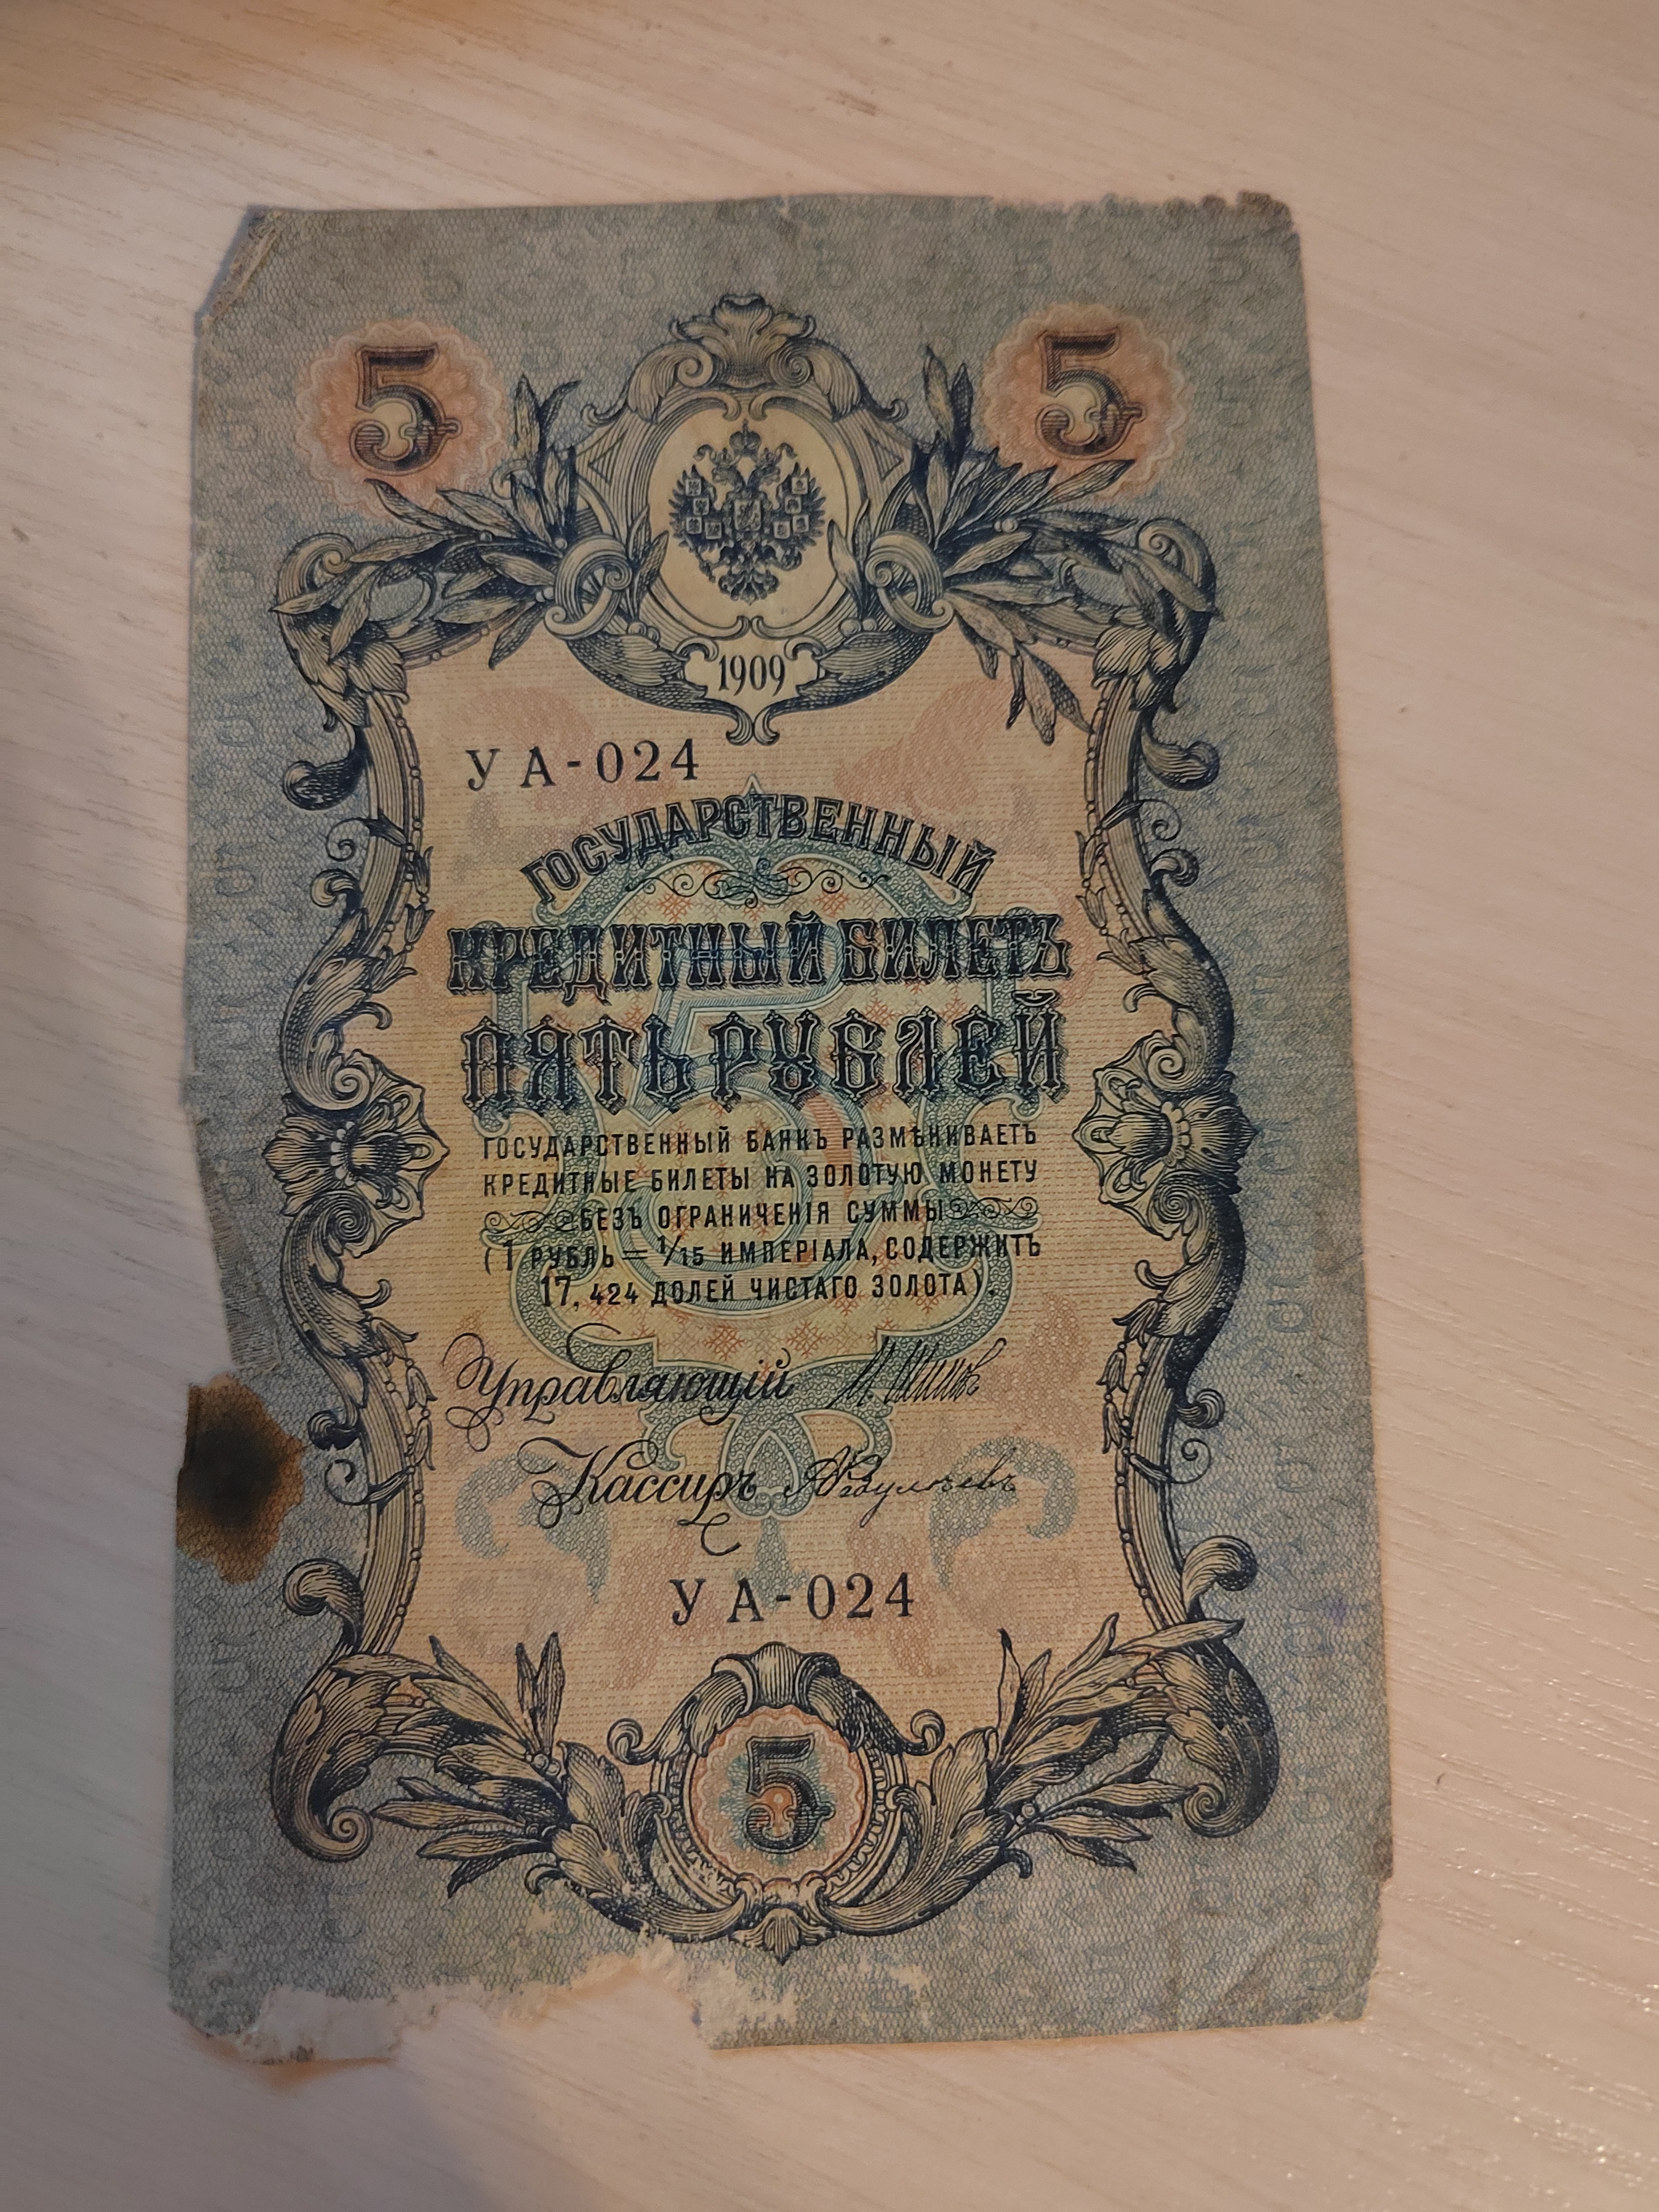 5 5
1909
УА-024
ГОСУДАРСТВЕННЫЙ
КРЕДИТНЫЙ БИЛЕТЪ
ПЯТЬ РУБЛЕЙ
ГОСУДАРСТВЕННЫЙ БАНКЪ РАЗМѢНИВАЕТЪ
КРЕДИТНЫЕ БИЛЕТЫ НА ЗОЛОТУЮ МОНЕТУ
БЕЗЪ ОГРАНИЧЕНІЯ СУММЫ
(1 РУБЛЬ = 1/15 ИМПЕРІАЛА, СОДЕРЖИТЪ
17, 424 ДОЛЕЙ ЧИСТАГО ЗОЛОТА).
Управляющій И. Шипов
Кассиръ
УА-024
5